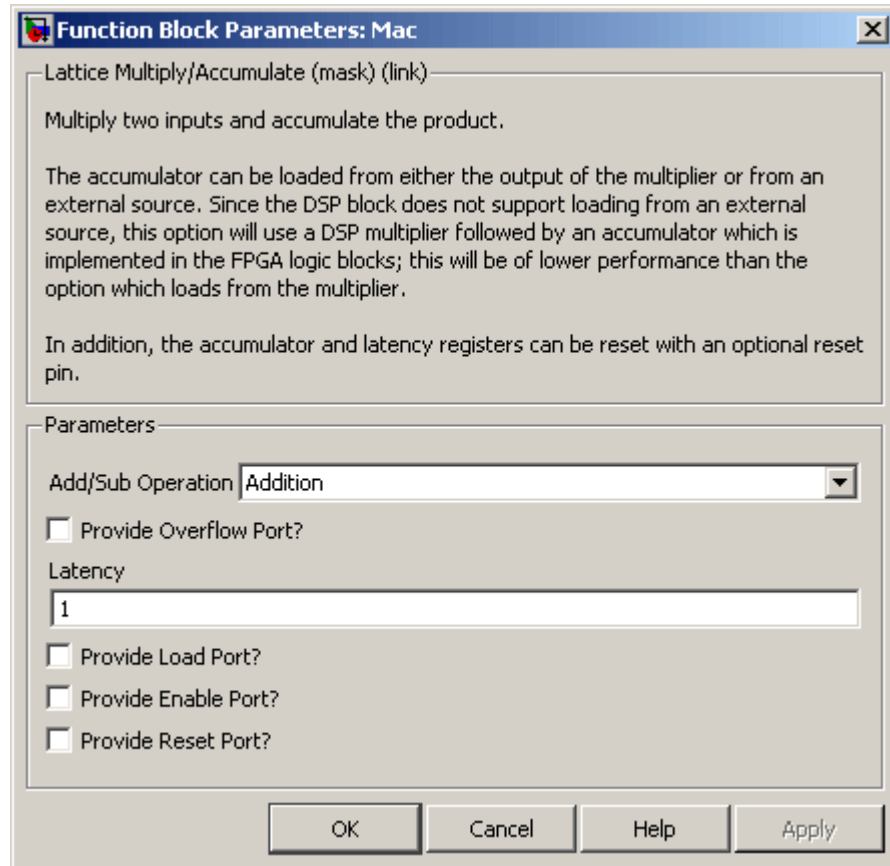 Function Block Parameters: Mac
Lattice Multiply/Accumulate (mask) (link)
Multiply two inputs and accumulate the product.
The accumulator can be loaded from either the output of the multiplier or from an
external source. Since the DSP block does not support loading from an external
source, this option will use a DSP multiplier followed by an accumulator which is
implemented in the FPGA logic blocks; this will be of lower performance than the
option which loads from the multiplier.
In addition, the accumulator and latency registers can be reset with an optional reset
pin.
Parameters
Add/Sub Operation Addition
Provide Overflow Port?
Latency
1
Provide Load Port?
Provide Enable Port?
Provide Reset Port?
OK Cancel Help Apply